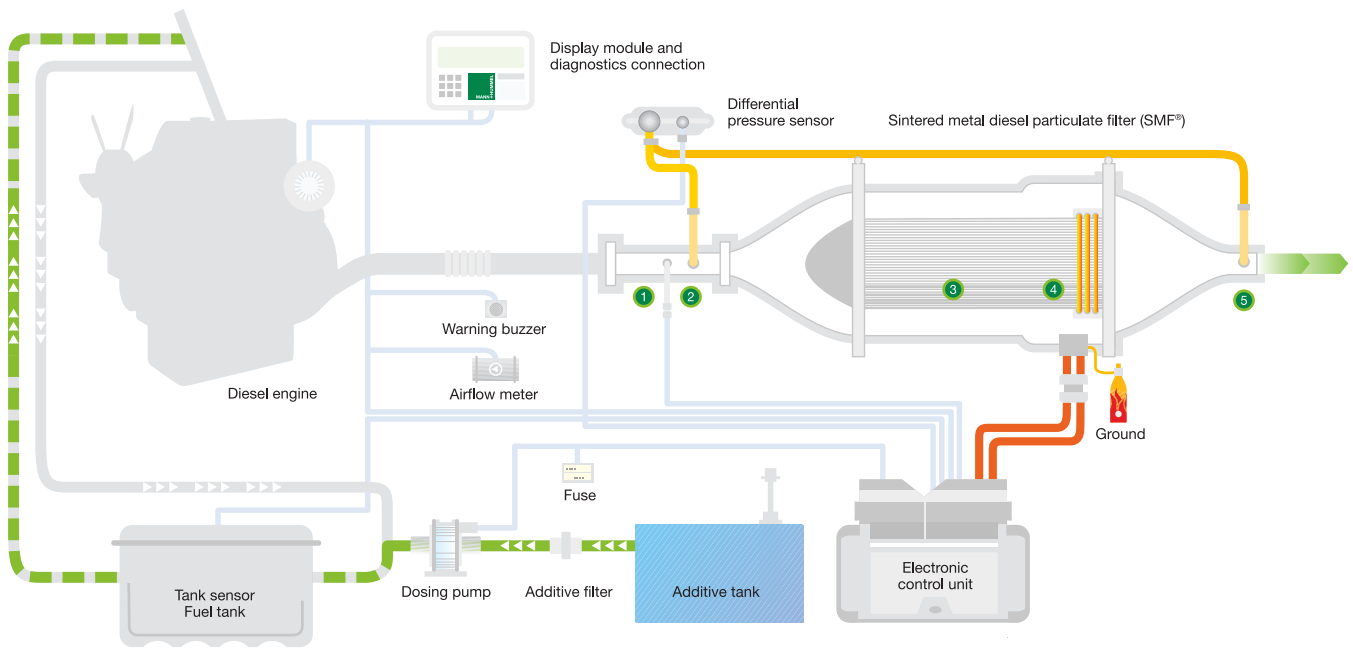 Display module and
diagnostics connection
MANN+HUMMEL
Differential
pressure sensor
Sintered metal diesel particulate filter (SMF®)
1
2
3
4
5
Warning buzzer
Diesel engine
Airflow meter
Ground
Fuse
Electronic
control unit
Tank sensor
Fuel tank
Dosing pump
Additive filter
Additive tank